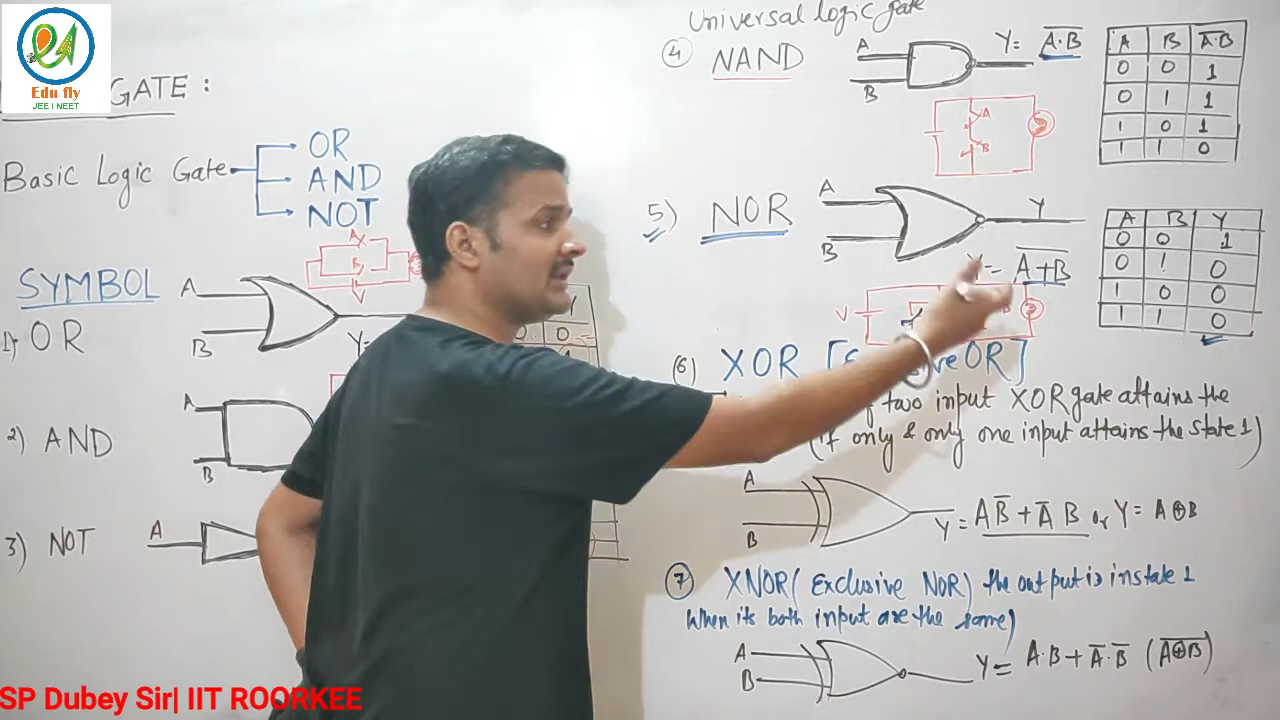 Edu fly
JEE I NEET
GATE :
Basic Logic Gate
OR
AND
NOT
SYMBOL
1) OR
A
B
A
B
V
0 0
2) AND
A
B
3) NOT
A
Universal logic gate
4 NAND
A
B
Y = A̅·̅B̅
A
B
A B A̅·̅B̅
0 0 1
0 1 1
1 0 1
1 1 0
5) NOR
A
B
Y
Y = A̅+̅B̅
V
A B Y
0 0 1
0 1 0
1 0 0
1 1 0
(6) XOR [ OR]
two input XOR gate attains the
(if only & only one input attains the state 1)
A
B
Y = AB̅ + A̅ B or Y = A⊕B
7 XNOR( Exclusive NOR) the output is in state 1
When its both input are the same)
A
B
Y = A·B + A̅·B̅ (A̅⊕̅B̅)
SP Dubey Sir| IIT ROORKEE